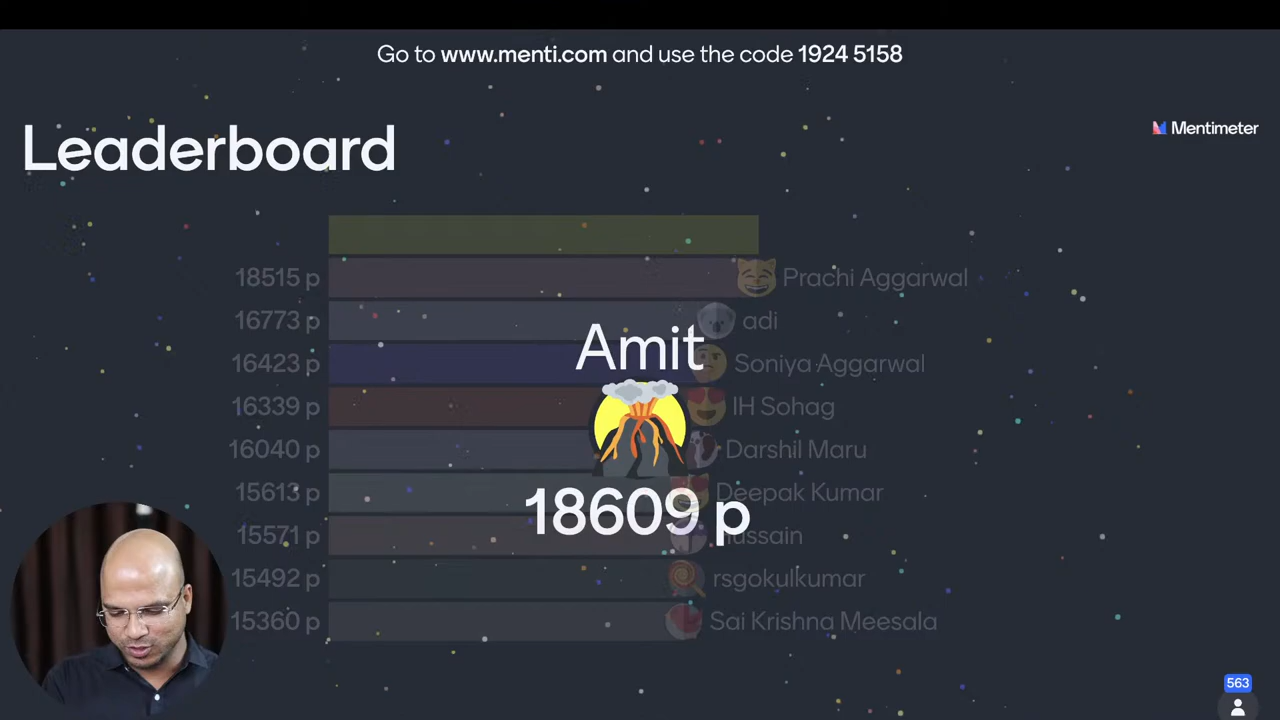 Go to www.menti.com and use the code 1924 5158
Leaderboard
Mentimeter
18515 p Prachi Aggarwal
16773 p adi
Amit
16423 p Soniya Aggarwal
16339 p IH Sohag
16040 p Darshil Maru
15613 p Deepak Kumar
18609 p
15571 p
15492 p rsgokulkumar
15360 p Sai Krishna Meesala
563